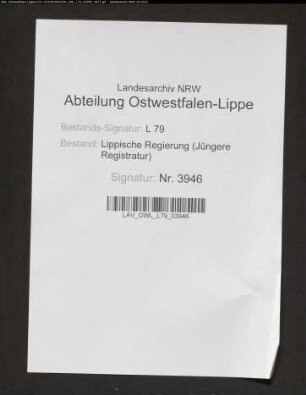 Landesarchiv NRW
Abteilung Ostwestfalen-Lippe
Bestands-Signatur: L 79
Bestand: Lippische Regierung (Jüngere
Registratur)
Signatur: Nr. 3946
LAV_OWL_L79_03946